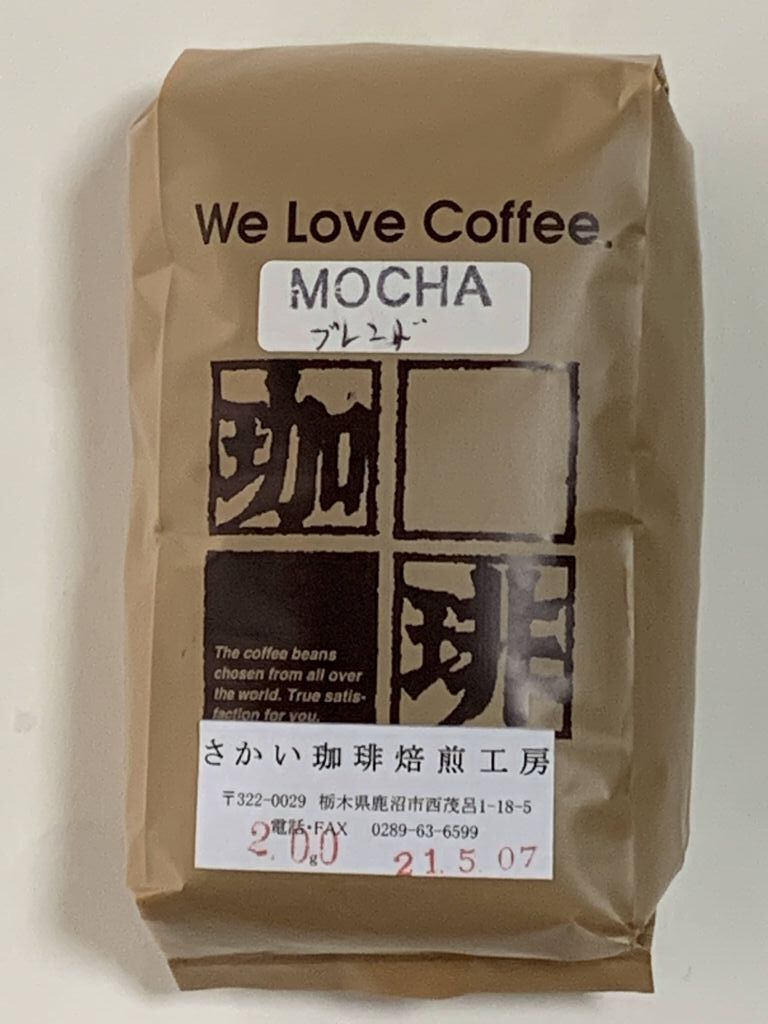 We Love Coffee.
MOCHA
ブレンド
珈
琲
The coffee beans
chosen from all over
the world. True satis-
faction for you.
さかい珈琲焙煎工房
〒322-0029 栃木県鹿沼市西茂呂1-18-5
電話・FAX 0289-63-6599
200g
21.5.07